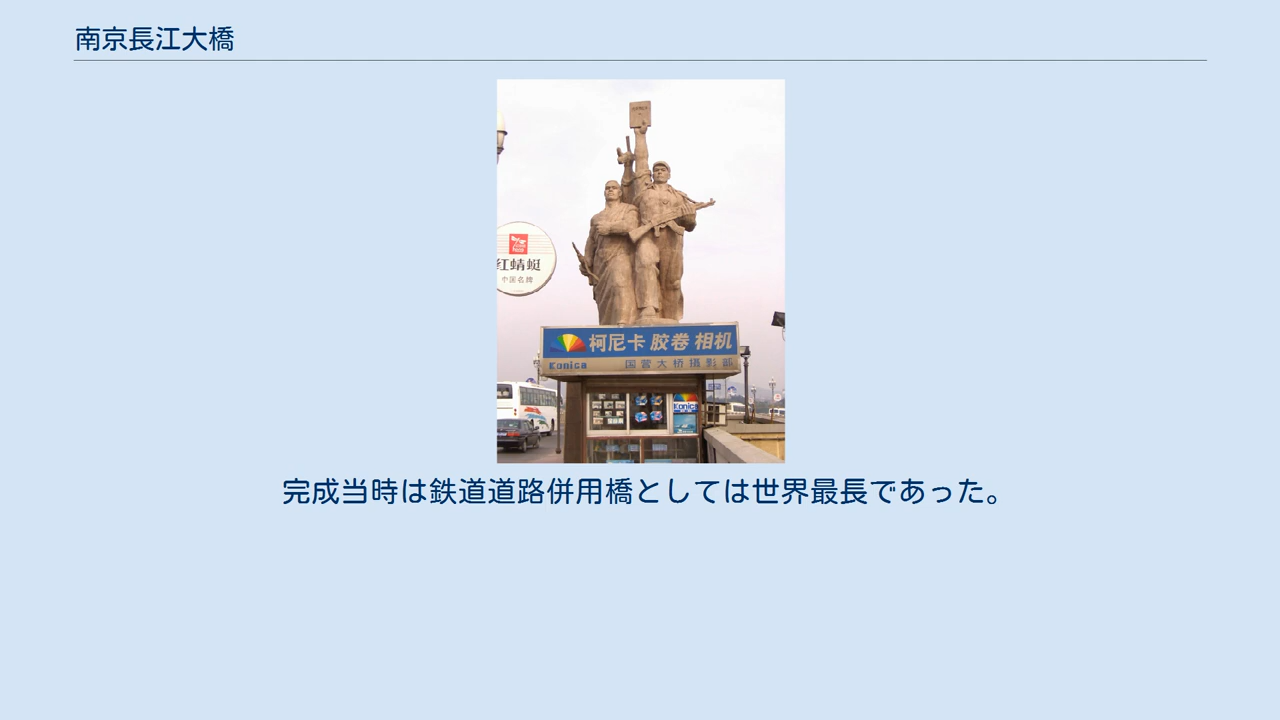 南京長江大橋
红蜻蜓
中国名牌
柯尼卡 胶卷 相机
Konica 国营大桥摄影部
Konica
完成当時は鉄道道路併用橋としては世界最長であった。